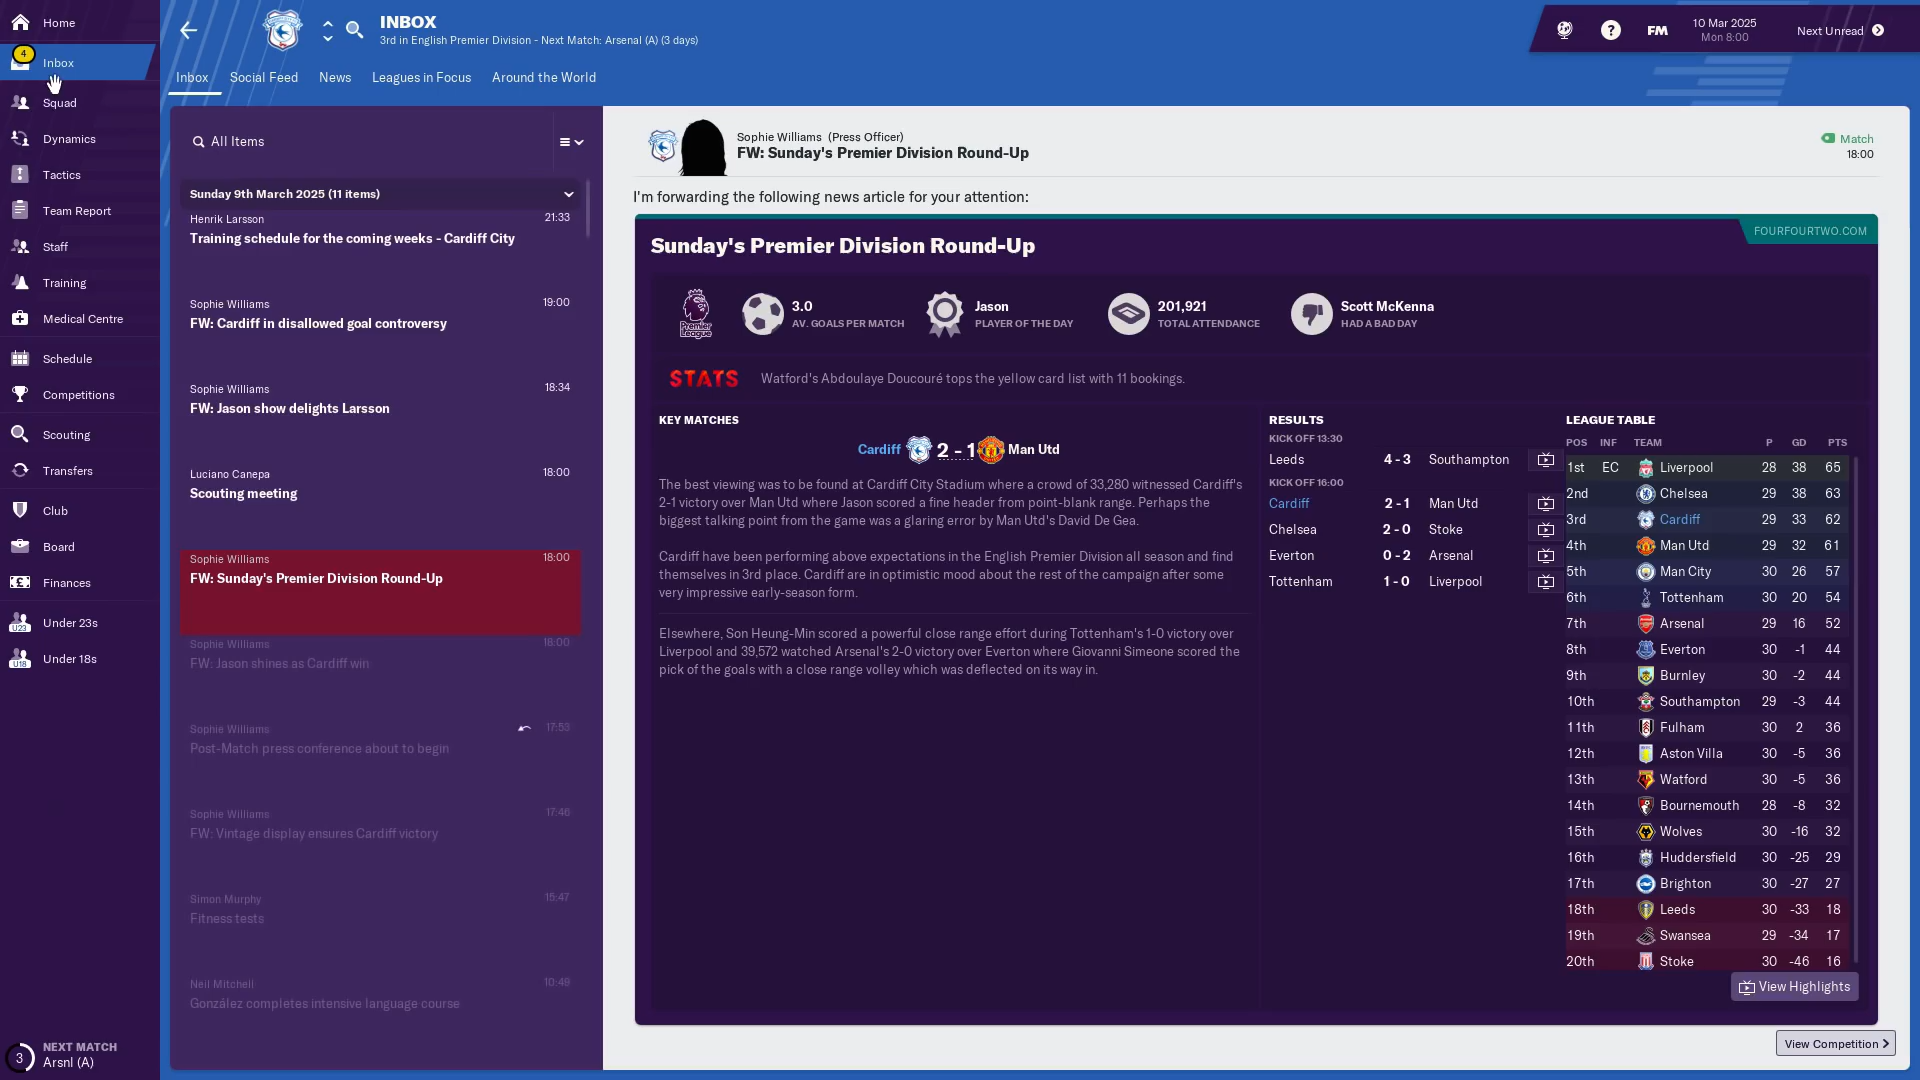 Home
4
Inbox
Squad
Dynamics
Tactics
Team Report
Staff
Training
Medical Centre
Schedule
Competitions
Scouting
Transfers
Club
Board
Finances
U23 Under 23s
U18 Under 18s
3 NEXT MATCH
Arsnl (A)
INBOX
3rd in English Premier Division - Next Match: Arsenal (A) (3 days)
FM
10 Mar 2025
Mon 8:00
Next Unread
Inbox Social Feed News Leagues in Focus Around the World
All Items
Sunday 9th March 2025 (11 items)
Henrik Larsson 21:33
Training schedule for the coming weeks - Cardiff City
Sophie Williams 19:00
FW: Cardiff in disallowed goal controversy
Sophie Williams 18:34
FW: Jason show delights Larsson
Luciano Canepa 18:00
Scouting meeting
Sophie Williams 18:00
FW: Sunday's Premier Division Round-Up
Sophie Williams 18:00
FW: Jason shines as Cardiff win
Sophie Williams 17:53
Post-Match press conference about to begin
Sophie Williams 17:46
FW: Vintage display ensures Cardiff victory
Simon Murphy 15:47
Fitness tests
Neil Mitchell 10:49
González completes intensive language course
Sophie Williams (Press Officer)
FW: Sunday's Premier Division Round-Up
Match
18:00
I'm forwarding the following news article for your attention:
FOURFOURTWO.COM
Sunday's Premier Division Round-Up
Premier League
3.0
AV. GOALS PER MATCH
Jason
PLAYER OF THE DAY
201,921
TOTAL ATTENDANCE
Scott McKenna
HAD A BAD DAY
STATS Watford's Abdoulaye Doucouré tops the yellow card list with 11 bookings.
KEY MATCHES
Cardiff 2 - 1 Man Utd
The best viewing was to be found at Cardiff City Stadium where a crowd of 33,280 witnessed Cardiff's
2-1 victory over Man Utd where Jason scored a fine header from point-blank range. Perhaps the
biggest talking point from the game was a glaring error by Man Utd's David De Gea.
Cardiff have been performing above expectations in the English Premier Division all season and find
themselves in 3rd place. Cardiff are in optimistic mood about the rest of the campaign after some
very impressive early-season form.
Elsewhere, Son Heung-Min scored a powerful close range effort during Tottenham's 1-0 victory over
Liverpool and 39,572 watched Arsenal's 2-0 victory over Everton where Giovanni Simeone scored the
pick of the goals with a close range volley which was deflected on its way in.
RESULTS
KICK OFF 13:30
Leeds 4 - 3 Southampton
KICK OFF 16:00
Cardiff 2 - 1 Man Utd
Chelsea 2 - 0 Stoke
Everton 0 - 2 Arsenal
Tottenham 1 - 0 Liverpool
LEAGUE TABLE
POS INF TEAM P GD PTS
1st EC Liverpool 28 38 65
2nd Chelsea 29 38 63
3rd Cardiff 29 33 62
4th Man Utd 29 32 61
5th Man City 30 26 57
6th Tottenham 30 20 54
7th Arsenal 29 16 52
8th Everton 30 -1 44
9th Burnley 30 -2 44
10th Southampton 29 -3 44
11th Fulham 30 2 36
12th Aston Villa 30 -5 36
13th Watford 30 -5 36
14th Bournemouth 28 -8 32
15th Wolves 30 -16 32
16th Huddersfield 30 -25 29
17th Brighton 30 -27 27
18th Leeds 30 -33 18
19th Swansea 29 -34 17
20th Stoke 30 -46 16
View Highlights
View Competition